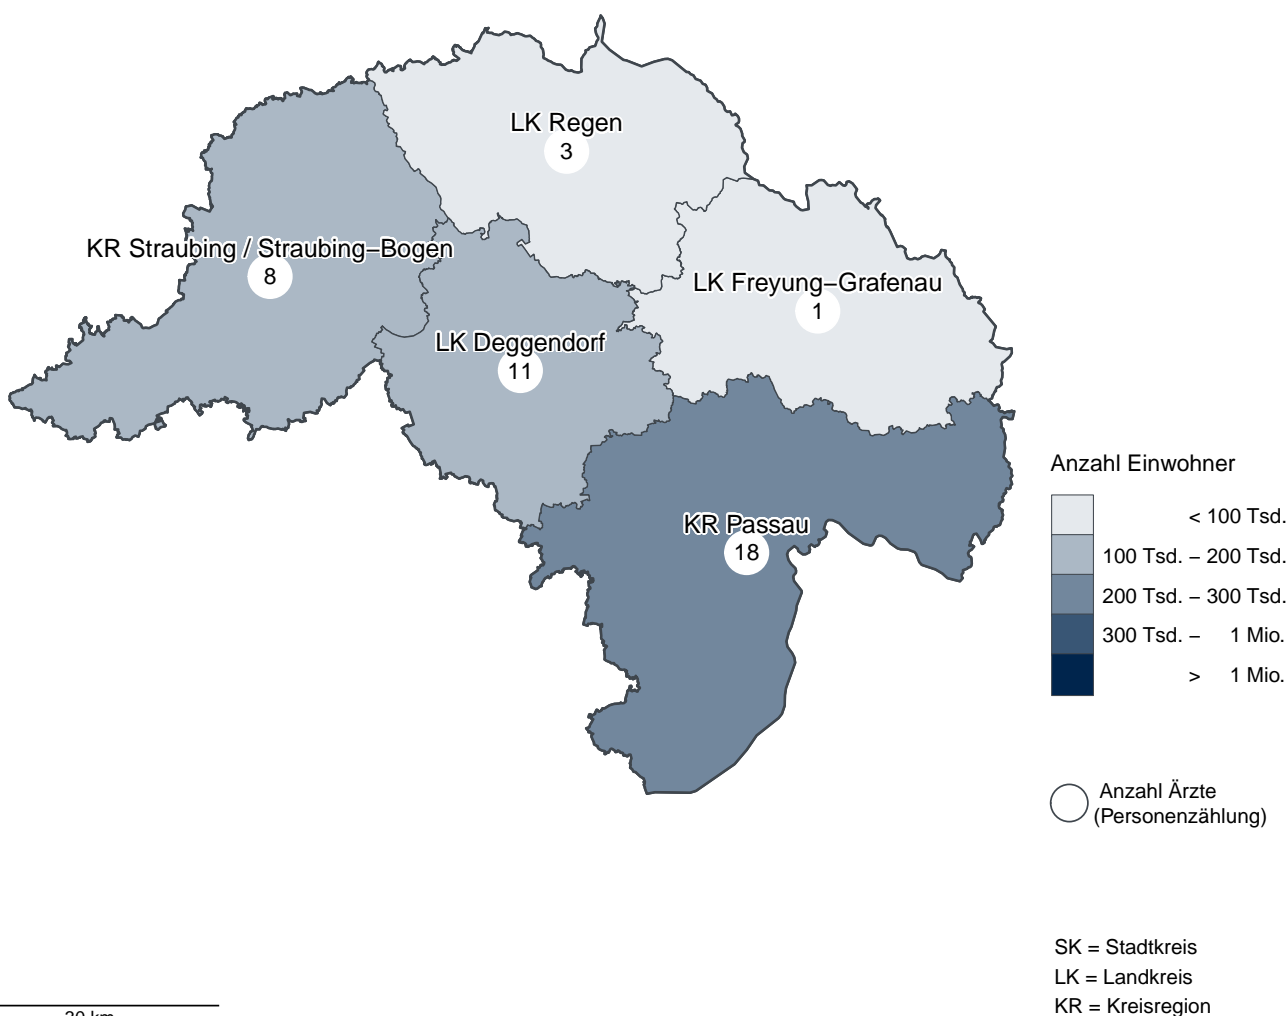 LK Regen
3
KR Straubing / Straubing–Bogen
8
LK Freyung–Grafenau
1
LK Deggendorf
11
KR Passau
18
Anzahl Einwohner
< 100 Tsd.
100 Tsd. – 200 Tsd.
200 Tsd. – 300 Tsd.
300 Tsd. – 1 Mio.
> 1 Mio.
Anzahl Ärzte
(Personenzählung)
SK = Stadtkreis
LK = Landkreis
KR = Kreisregion